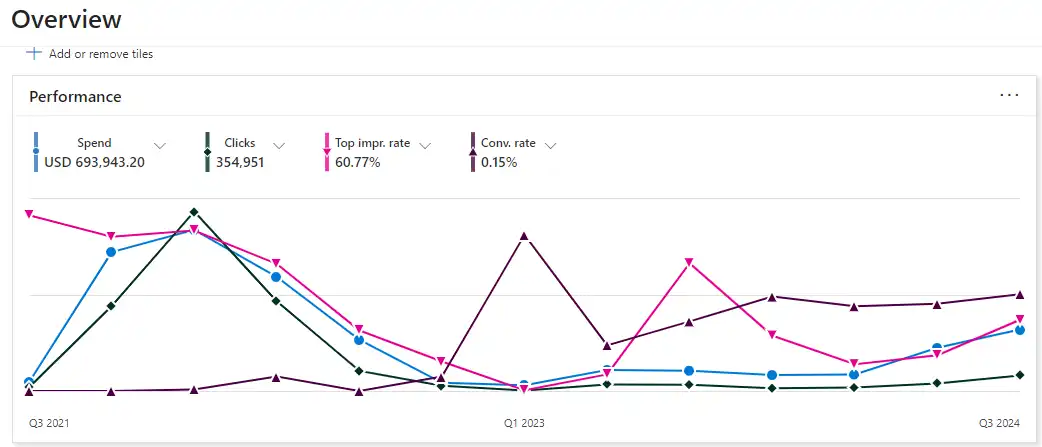 Overview
Add or remove tiles
Performance
Spend Clicks Top impr. rate Conv. rate
USD 693,943.20 354,951 60.77% 0.15%
Q3 2021 Q1 2023 Q3 2024